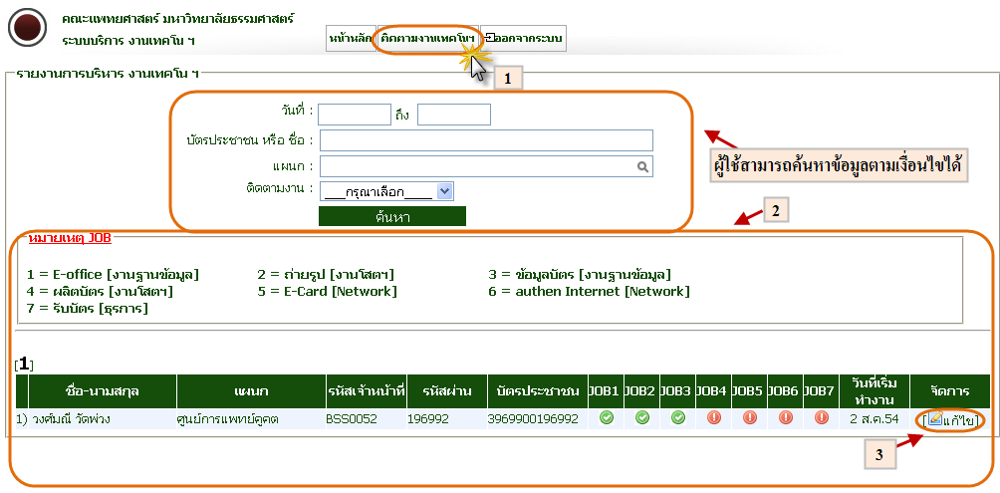 คณะแพทยศาสตร์ มหาวิทยาลัยธรรมศาสตร์
ระบบบริการ งานเทคโน ฯ
หน้าหลัก ติดตามงานเทคโนฯ ออกจากระบบ
1
รายงานการบริหาร งานเทคโน ฯ
วันที่ : ถึง
บัตรประชาชน หรือ ชื่อ :
แผนก :
ติดตามงาน : ___กรุณาเลือก____
ค้นหา
ผู้ใช้สามารถค้นหาข้อมูลตามเงื่อนไขได้
2
หมายเหตุ JOB
1 = E-office [งานฐานข้อมูล] 2 = ถ่ายรูป [งานโสตฯ] 3 = ข้อมูลบัตร [งานฐานข้อมูล]
4 = ผลิตบัตร [งานโสตฯ] 5 = E-Card [Network] 6 = authen Internet [Network]
7 = รับบัตร [ธุรการ]
[1]
ชื่อ-นามสกุล แผนก รหัสเจ้าหน้าที่ รหัสผ่าน บัตรประชาชน JOB1 JOB2 JOB3 JOB4 JOB5 JOB6 JOB7 วันที่เริ่มทำงาน จัดการ
1) วงศ์มณี วัดพ่วง ศูนย์การแพทย์คูคต BSS0052 196992 3969900196992 2 ส.ค.54 [แก้ไข]
3